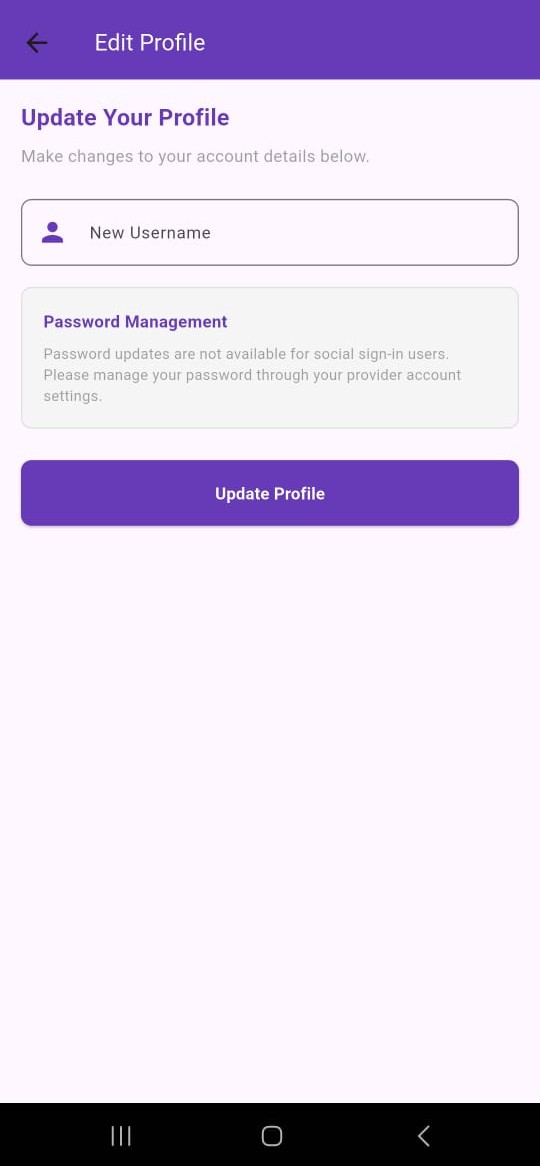 Edit Profile
Update Your Profile
Make changes to your account details below.
New Username
Password Management
Password updates are not available for social sign-in users.
Please manage your password through your provider account
settings.
Update Profile